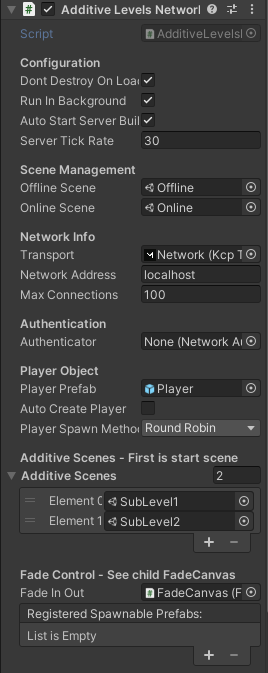 Additive Levels Networl
Script AdditiveLevelsl
Configuration
Dont Destroy On Loa
Run In Background
Auto Start Server Buil
Server Tick Rate 30
Scene Management
Offline Scene Offline
Online Scene Online
Network Info
Transport Network (Kcp T
Network Address localhost
Max Connections 100
Authentication
Authenticator None (Network Au
Player Object
Player Prefab Player
Auto Create Player
Player Spawn Method Round Robin
Additive Scenes - First is start scene
Additive Scenes 2
Element 0 SubLevel1
Element 1 SubLevel2
Fade Control - See child FadeCanvas
Fade In Out FadeCanvas (F
Registered Spawnable Prefabs:
List is Empty